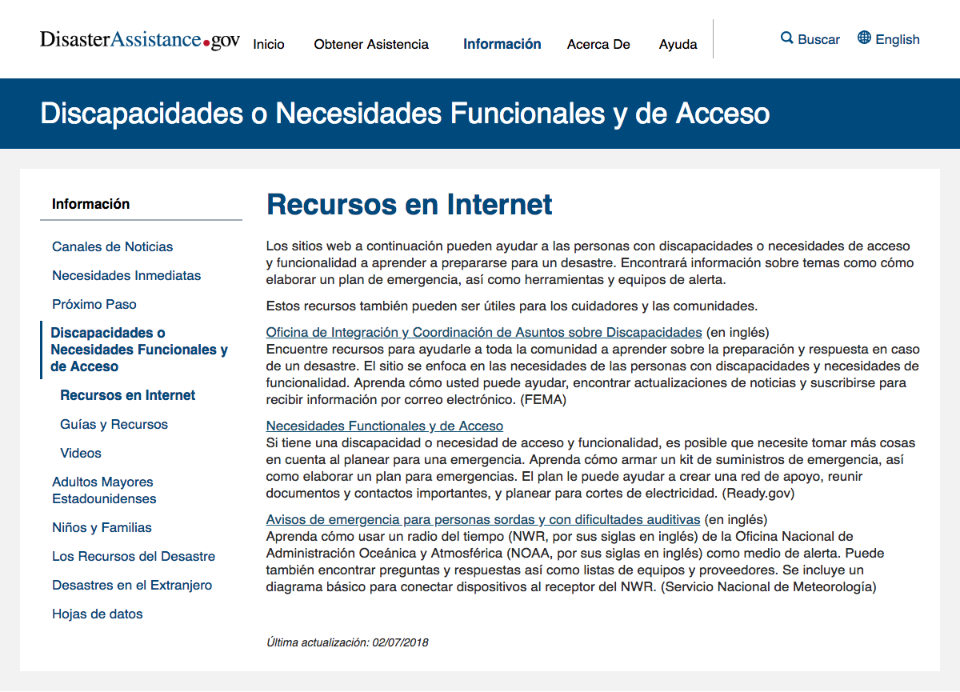 DisasterAssistance.gov
Inicio
Obtener Asistencia
Información
Acerca De
Ayuda
Buscar
English
Discapacidades o Necesidades Funcionales y de Acceso
Información
Canales de Noticias
Necesidades Inmediatas
Próximo Paso
Discapacidades o
Necesidades Funcionales y
de Acceso
Recursos en Internet
Guías y Recursos
Videos
Adultos Mayores
Estadounidenses
Niños y Familias
Los Recursos del Desastre
Desastres en el Extranjero
Hojas de datos
Recursos en Internet
Los sitios web a continuación pueden ayudar a las personas con discapacidades o necesidades de acceso
y funcionalidad a aprender a prepararse para un desastre. Encontrará información sobre temas como cómo
elaborar un plan de emergencia, así como herramientas y equipos de alerta.
Estos recursos también pueden ser útiles para los cuidadores y las comunidades.
Oficina de Integración y Coordinación de Asuntos sobre Discapacidades (en inglés)
Encuentre recursos para ayudarle a toda la comunidad a aprender sobre la preparación y respuesta en caso
de un desastre. El sitio se enfoca en las necesidades de las personas con discapacidades y necesidades de
funcionalidad. Aprenda cómo usted puede ayudar, encontrar actualizaciones de noticias y suscribirse para
recibir información por correo electrónico. (FEMA)
Necesidades Functionales y de Acceso
Si tiene una discapacidad o necesidad de acceso y funcionalidad, es posible que necesite tomar más cosas
en cuenta al planear para una emergencia. Aprenda cómo armar un kit de suministros de emergencia, así
como elaborar un plan para emergencias. El plan le puede ayudar a crear una red de apoyo, reunir
documentos y contactos importantes, y planear para cortes de electricidad. (Ready.gov)
Avisos de emergencia para personas sordas y con dificultades auditivas (en inglés)
Aprenda cómo usar un radio del tiempo (NWR, por sus siglas en inglés) de la Oficina Nacional de
Administración Oceánica y Atmosférica (NOAA, por sus siglas en inglés) como medio de alerta. Puede
también encontrar preguntas y respuestas así como listas de equipos y proveedores. Se incluye un
diagrama básico para conectar dispositivos al receptor del NWR. (Servicio Nacional de Meteorología)
Última actualización: 02/07/2018